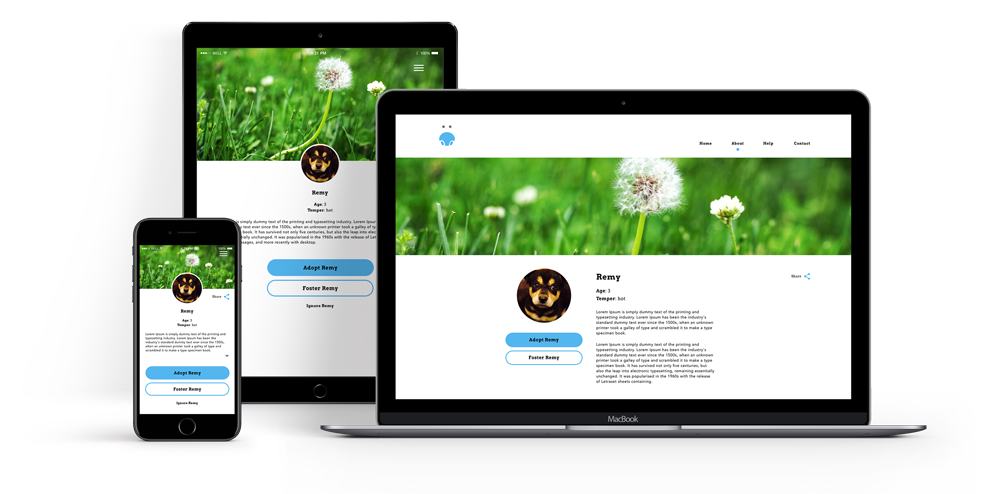 ●●●○○ BELL
4:21 PM
100%
Remy
Age: 3
Temper: hot
simply dummy text of the printing and typesetting industry. Lorem Ipsum
text ever since the 1500s, when an unknown printer took a galley of ty
book. It has survived not only five centuries, but also the leap into electro
entially unchanged. It was popularised in the 1960s with the release of Let
ssages, and more recently with desktop.
Adopt Remy
Foster Remy
Ignore Remy
100%
Share
Remy
Age: 3
Temper: hot
Lorem Ipsum is simply dummy text of the printing and
typesetting industry. Lorem Ipsum has been the
industry's standard dummy text ever since the 1500s,
when an unknown printer took a galley of type and
scrambled it to make a type specimen book.
Adopt Remy
Foster Remy
Ignore Remy
Home About Help Contact
Remy
Share
Age: 3
Temper: hot
Lorem Ipsum is simply dummy text of the printing and
typesetting industry. Lorem Ipsum has been the industry's
standard dummy text ever since the 1500s, when an unknown
printer took a galley of type and scrambled it to make a type
specimen book.
Lorem Ipsum is simply dummy text of the printing and
typesetting industry. Lorem Ipsum has been the industry's
standard dummy text ever since the 1500s, when an unknown
printer took a galley of type and scrambled it to make a type
book. It has survived not only five centuries, but
also the leap into electronic typesetting, remaining essentially
unchanged. It was popularised in the 1960s with the release
of Letraset sheets containing.
Adopt Remy
Foster Remy
MacBook